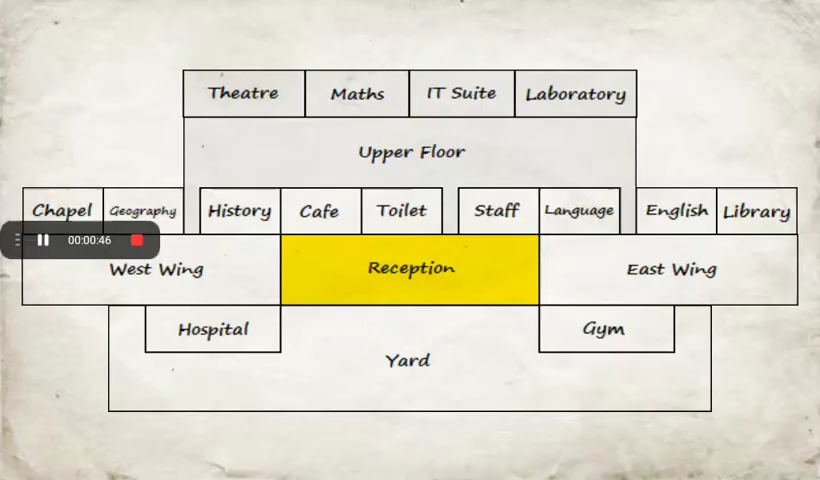 Theatre
Maths
IT Suite
Laboratory
Upper Floor
Chapel
Geography
History
Cafe
Toilet
Staff
Language
English
Library
00:00:46
West Wing
Reception
East Wing
Hospital
Gym
Yard